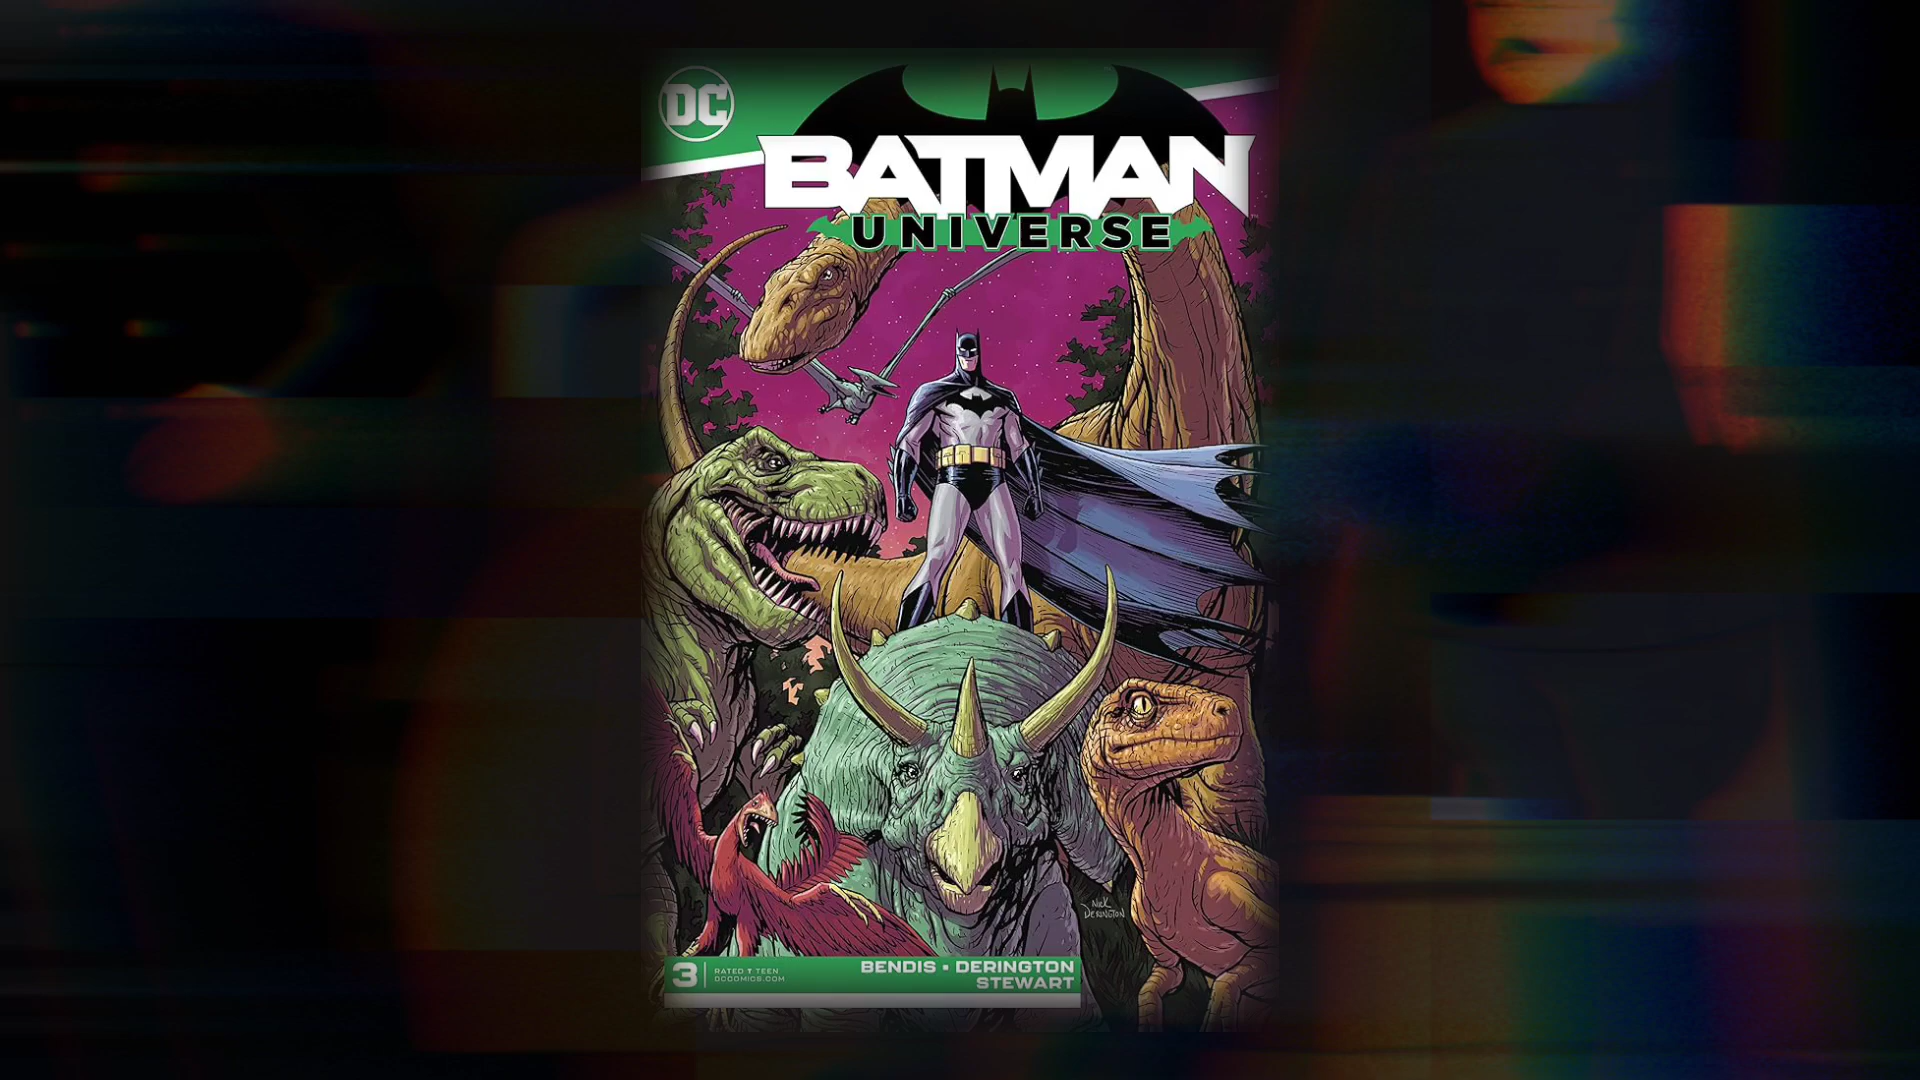 DC
BATMAN
UNIVERSE
NICK
DERINGTON
3
RATED T TEEN
DCCOMICS.COM
BENDIS • DERINGTON
STEWART